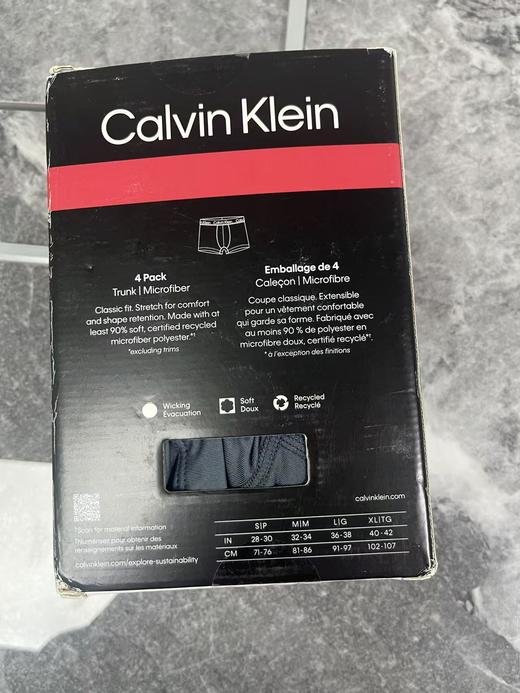 Calvin Klein
Calvin Klein
4 Pack
Trunk | Microfiber
Classic fit. Stretch for comfort
and shape retention. Made with at
least 90% soft, certified recycled
microfiber polyester.*†
*excluding trims
Emballage de 4
Caleçon | Microfibre
Coupe classique. Extensible
pour un vêtement confortable
qui garde sa forme. Fabriqué avec
au moins 90 % de polyester en
microfibre doux, certifié recyclé*†.
* à l'exception des finitions
Wicking
Evacuation
Soft
Doux
Recycled
Recyclé
calvinklein.com
S|P M|M L|G XL|TG
IN 28-30 32-34 36-38 40-42
CM 71-76 81-86 91-97 102-107
†Scan for material information
†Numérisez pour obtenir des
renseignements sur les matériaux
calvinklein.com/explore-sustainability